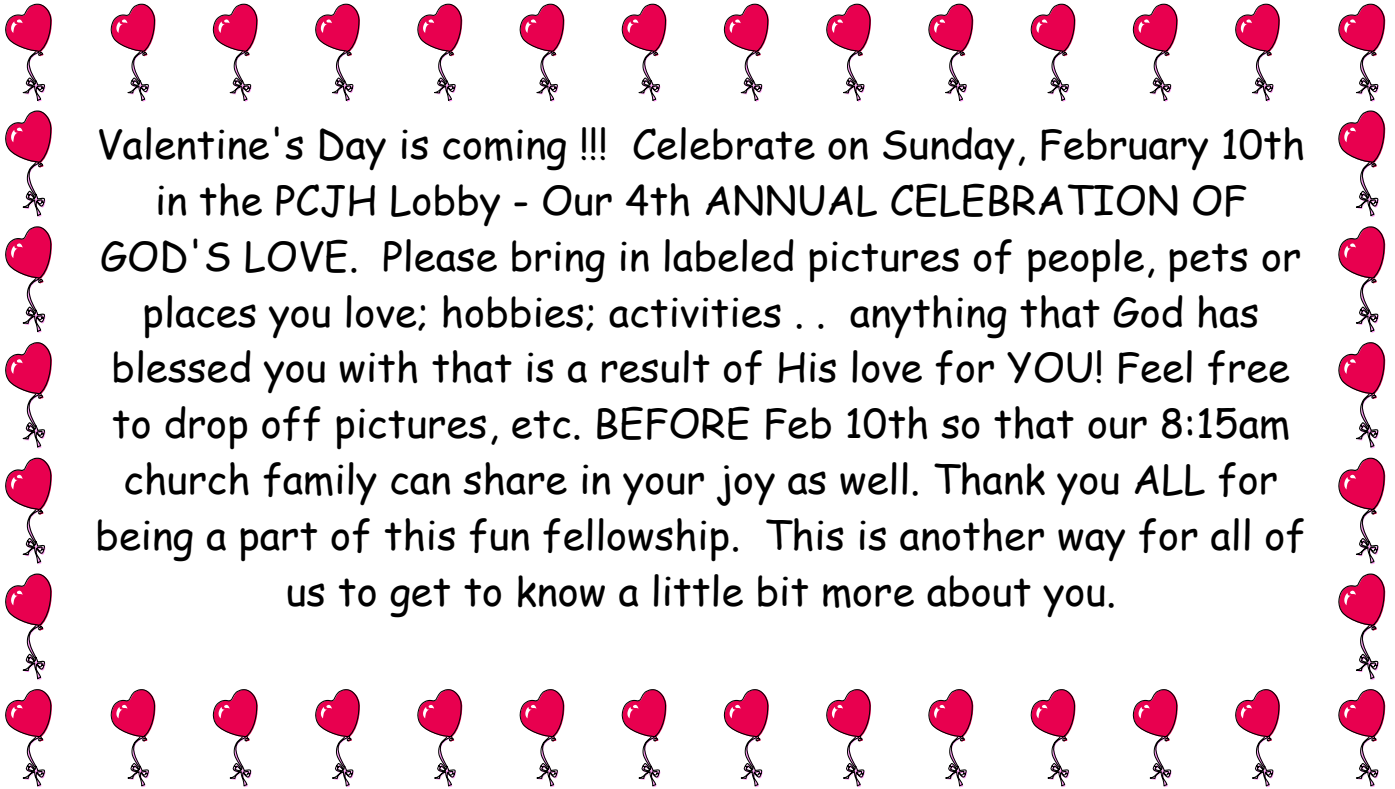 Valentine's Day is coming !!!  Celebrate on Sunday, February 10th
in the PCJH Lobby - Our 4th ANNUAL CELEBRATION OF
GOD'S LOVE.  Please bring in labeled pictures of people, pets or
places you love; hobbies; activities . .  anything that God has
blessed you with that is a result of His love for YOU! Feel free
to drop off pictures, etc. BEFORE Feb 10th so that our 8:15am
church family can share in your joy as well. Thank you ALL for
being a part of this fun fellowship.  This is another way for all of
us to get to know a little bit more about you.